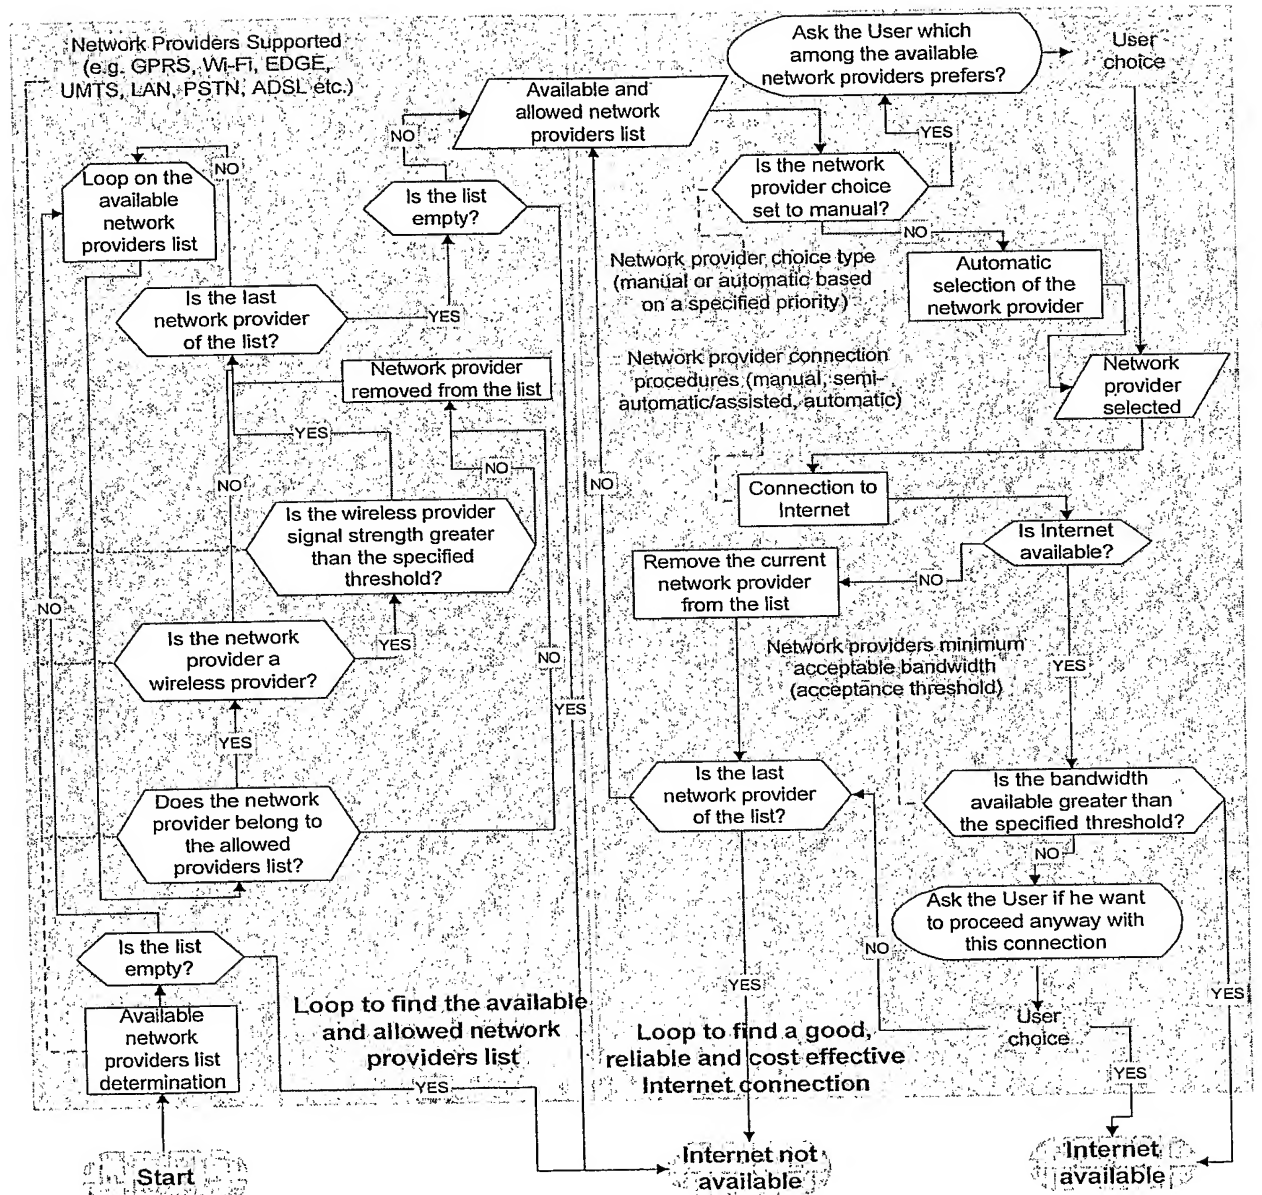 Network Providers Supported
(e.g. GPRS, Wi-Fi, EDGE,
UMTS, LAN, PSTN, ADSL etc.)
Ask the User which
among the available
network providers prefers?
User
choice
Available and
allowed network
providers list
NO
YES
NO
Loop on the
available
network
providers list
Is the list
empty?
Is the network
provider choice
set to manual?
NO
Network provider choice type
(manual or automatic based
on a specified priority)
Automatic
selection of the
network provider
Is the last
network provider
of the list?
YES
Network provider connection
procedures (manual, semi-
automatic/assisted, automatic)
Network
provider
selected
Network provider
removed from the list
YES
NO
NO
NO
Connection to
Internet
Is the wireless provider
signal strength greater
than the specified
threshold?
Is Internet
available?
Remove the current
network provider
from the list
NO
NO
Is the network
provider a
wireless provider?
YES
NO
Network providers minimum
acceptable bandwidth
(acceptance threshold)
YES
YES
YES
Is the last
network provider
of the list?
Is the bandwidth
available greater than
the specified threshold?
Does the network
provider belong to
the allowed
providers list?
NO
Ask the User if he want
to proceed anyway with
this connection
Is the list
empty?
NO
YES
YES
Available
network
providers list
determination
Loop to find the available
and allowed network
providers list
Loop to find a good,
reliable and cost effective
Internet connection
User
choice
YES
YES
Start
Internet not
available
Internet
available